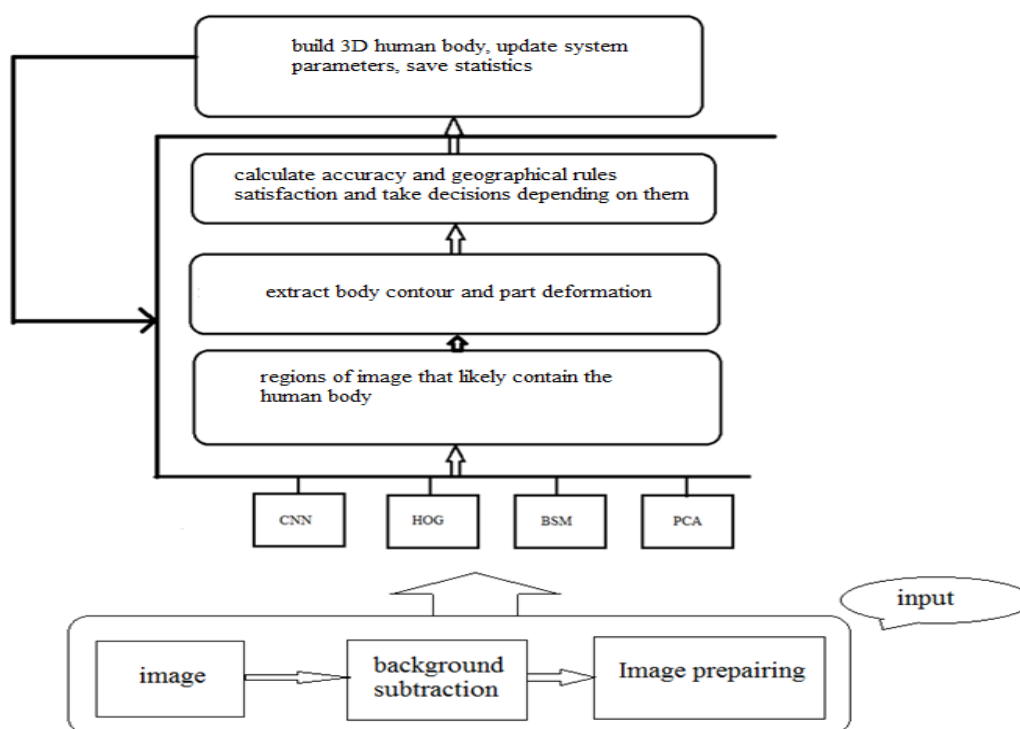 build 3D human body, update system
parameters, save statistics
calculate accuracy and geographical rules
satisfaction and take decisions depending on them
extract body contour and part deformation
regions of image that likely contain the
human body
CNN
HOG
BSM
PCA
input
image
background
subtraction
Image prepairing